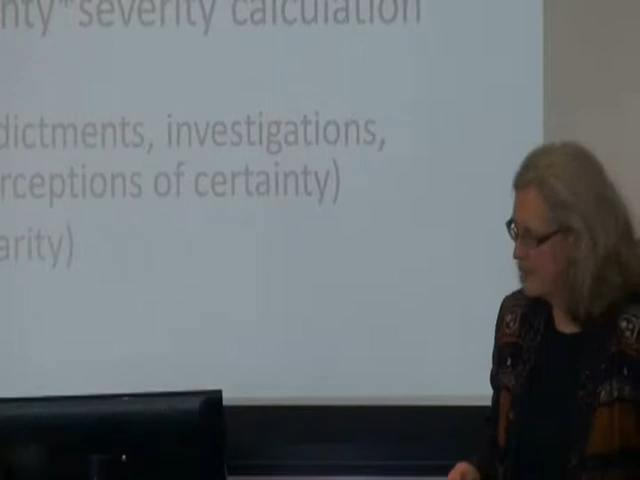 nty*severity calculation
dictments, investigations,
rceptions of certainty)
arity)